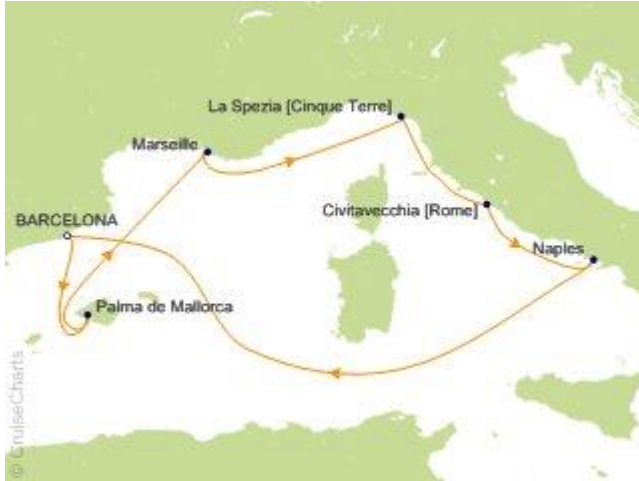 La Spezia [Cinque Terre]
Marseille
Civitavecchia [Rome]
BARCELONA
Naples
Palma de Mallorca
© CruiseCharts